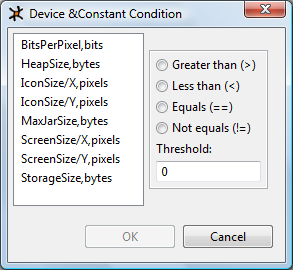 Device &Constant Condition
BitsPerPixel,bits
HeapSize,bytes
IconSize/X,pixels
IconSize/Y,pixels
MaxJarSize,bytes
ScreenSize/X,pixels
ScreenSize/Y,pixels
StorageSize,bytes
Greater than (>)
Less than (<)
Equals (==)
Not equals (!=)
Threshold:
0
OK
Cancel